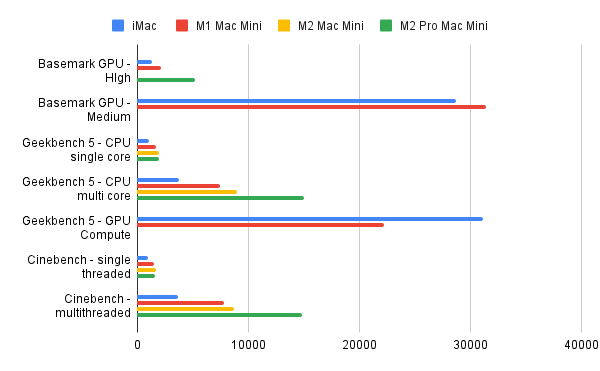 iMac M1 Mac Mini M2 Mac Mini M2 Pro Mac Mini
Basemark GPU -
HIgh
Basemark GPU -
Medium
Geekbench 5 - CPU
single core
Geekbench 5 - CPU
multi core
Geekbench 5 - GPU
Compute
Cinebench - single
threaded
Cinebench -
multithreaded
0 10000 20000 30000 40000